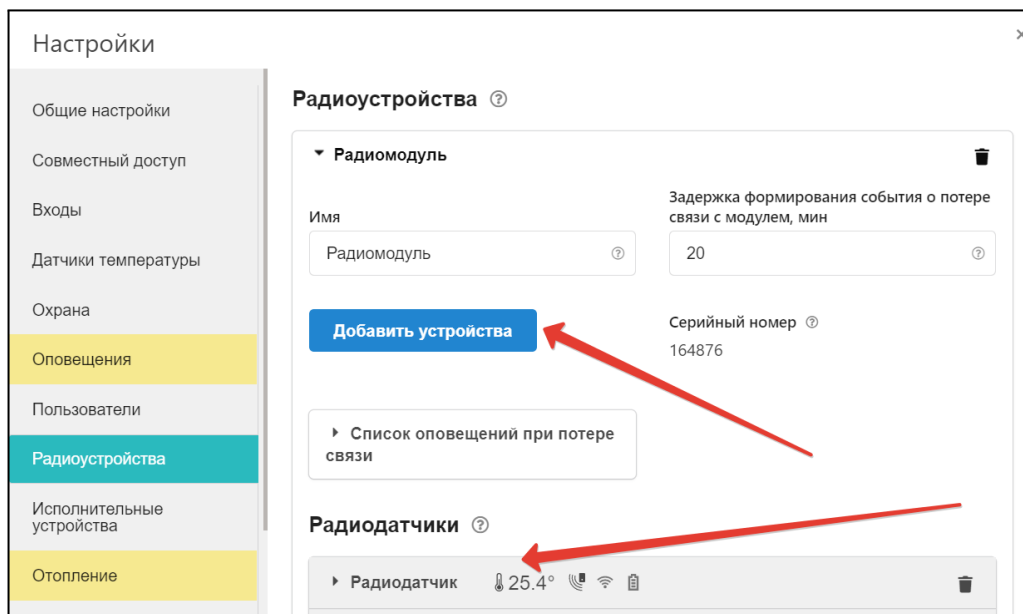 Настройки
Общие настройки
Совместный доступ
Входы
Датчики температуры
Охрана
Оповещения
Пользователи
Радиоустройства
Исполнительные
устройства
Отопление
Радиоустройства
Радиомодуль
Имя
Радиомодуль
Задержка формирования события о потере
связи с модулем, мин
20
Добавить устройства
Серийный номер
164876
Список оповещений при потере
связи
Радиодатчики
Радиодатчик 25.4°